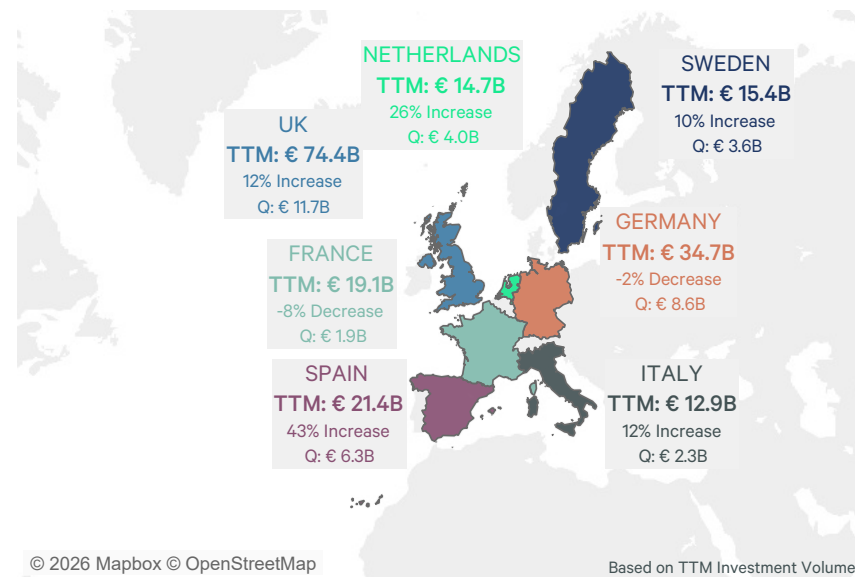 NETHERLANDS
TTM: € 14.7B
26% Increase
Q: € 4.0B
SWEDEN
TTM: € 15.4B
10% Increase
Q: € 3.6B
UK
TTM: € 74.4B
12% Increase
Q: € 11.7B
GERMANY
TTM: € 34.7B
-2% Decrease
Q: € 8.6B
FRANCE
TTM: € 19.1B
-8% Decrease
Q: € 1.9B
SPAIN
TTM: € 21.4B
43% Increase
Q: € 6.3B
ITALY
TTM: € 12.9B
12% Increase
Q: € 2.3B
© 2026 Mapbox © OpenStreetMap
Based on TTM Investment Volume